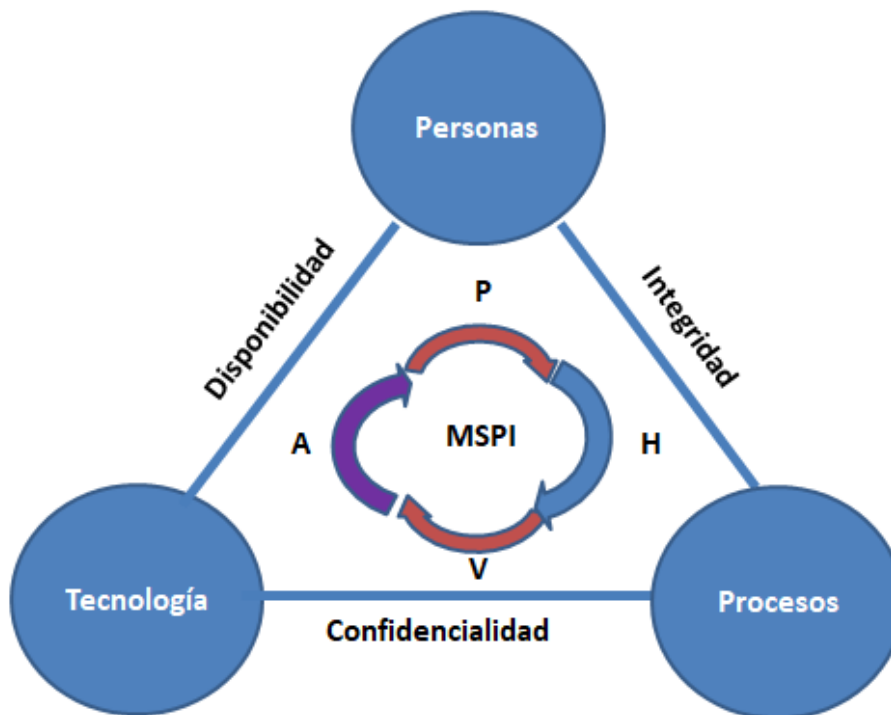 Personas
Disponibilidad
Integridad
P
A
MSPI
H
V
Tecnología
Procesos
Confidencialidad